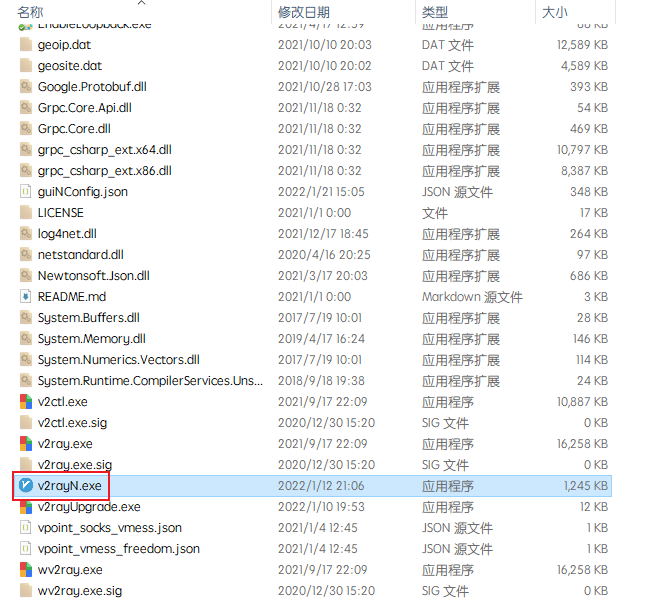 名称 修改日期 类型 大小
EnableLoopback.exe 2021/4/17 12:59 应用程序 88 KB
geoip.dat 2021/10/10 20:03 DAT 文件 12,589 KB
geosite.dat 2021/10/10 20:02 DAT 文件 4,589 KB
Google.Protobuf.dll 2021/10/28 17:03 应用程序扩展 393 KB
Grpc.Core.Api.dll 2021/11/18 0:32 应用程序扩展 54 KB
Grpc.Core.dll 2021/11/18 0:32 应用程序扩展 469 KB
grpc_csharp_ext.x64.dll 2021/11/18 0:32 应用程序扩展 10,797 KB
grpc_csharp_ext.x86.dll 2021/11/18 0:32 应用程序扩展 8,387 KB
guiNConfig.json 2022/1/21 15:05 JSON 源文件 348 KB
LICENSE 2021/1/1 0:00 文件 17 KB
log4net.dll 2021/12/17 18:45 应用程序扩展 264 KB
netstandard.dll 2020/4/16 20:25 应用程序扩展 97 KB
Newtonsoft.Json.dll 2021/3/17 20:03 应用程序扩展 686 KB
README.md 2021/1/1 0:00 Markdown 源文件 3 KB
System.Buffers.dll 2017/7/19 10:01 应用程序扩展 28 KB
System.Memory.dll 2019/4/17 16:24 应用程序扩展 146 KB
System.Numerics.Vectors.dll 2017/7/19 10:01 应用程序扩展 114 KB
System.Runtime.CompilerServices.Uns... 2018/9/18 19:38 应用程序扩展 24 KB
v2ctl.exe 2021/9/17 22:09 应用程序 10,887 KB
v2ctl.exe.sig 2020/12/30 15:20 SIG 文件 0 KB
v2ray.exe 2021/9/17 22:09 应用程序 16,258 KB
v2ray.exe.sig 2020/12/30 15:20 SIG 文件 0 KB
v2rayN.exe 2022/1/12 21:06 应用程序 1,245 KB
v2rayUpgrade.exe 2022/1/10 19:53 应用程序 12 KB
vpoint_socks_vmess.json 2021/1/4 12:45 JSON 源文件 1 KB
vpoint_vmess_freedom.json 2021/1/4 12:45 JSON 源文件 1 KB
wv2ray.exe 2021/9/17 22:09 应用程序 16,258 KB
wv2ray.exe.sig 2020/12/30 15:20 SIG 文件 0 KB